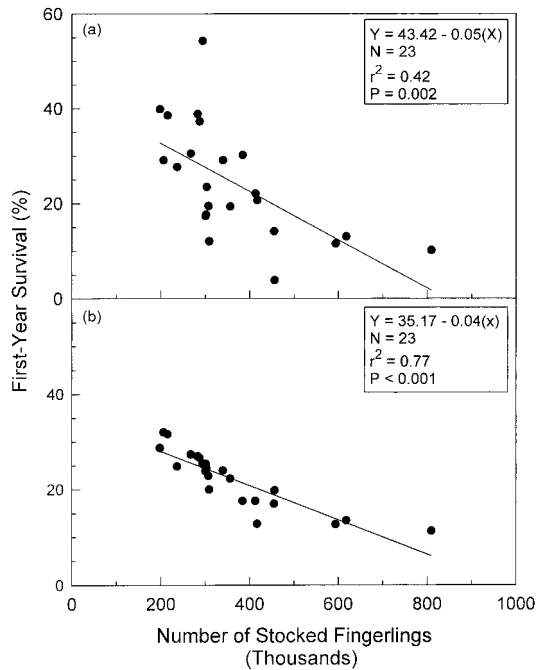 First-Year Survival (%)
60
40
20
0
(a)
Y = 43.42 - 0.05(X)
N = 23
r² = 0.42
P = 0.002
40
20
0
(b)
Y = 35.17 - 0.04(x)
N = 23
r² = 0.77
P < 0.001
0 200 400 600 800 1000
Number of Stocked Fingerlings
(Thousands)